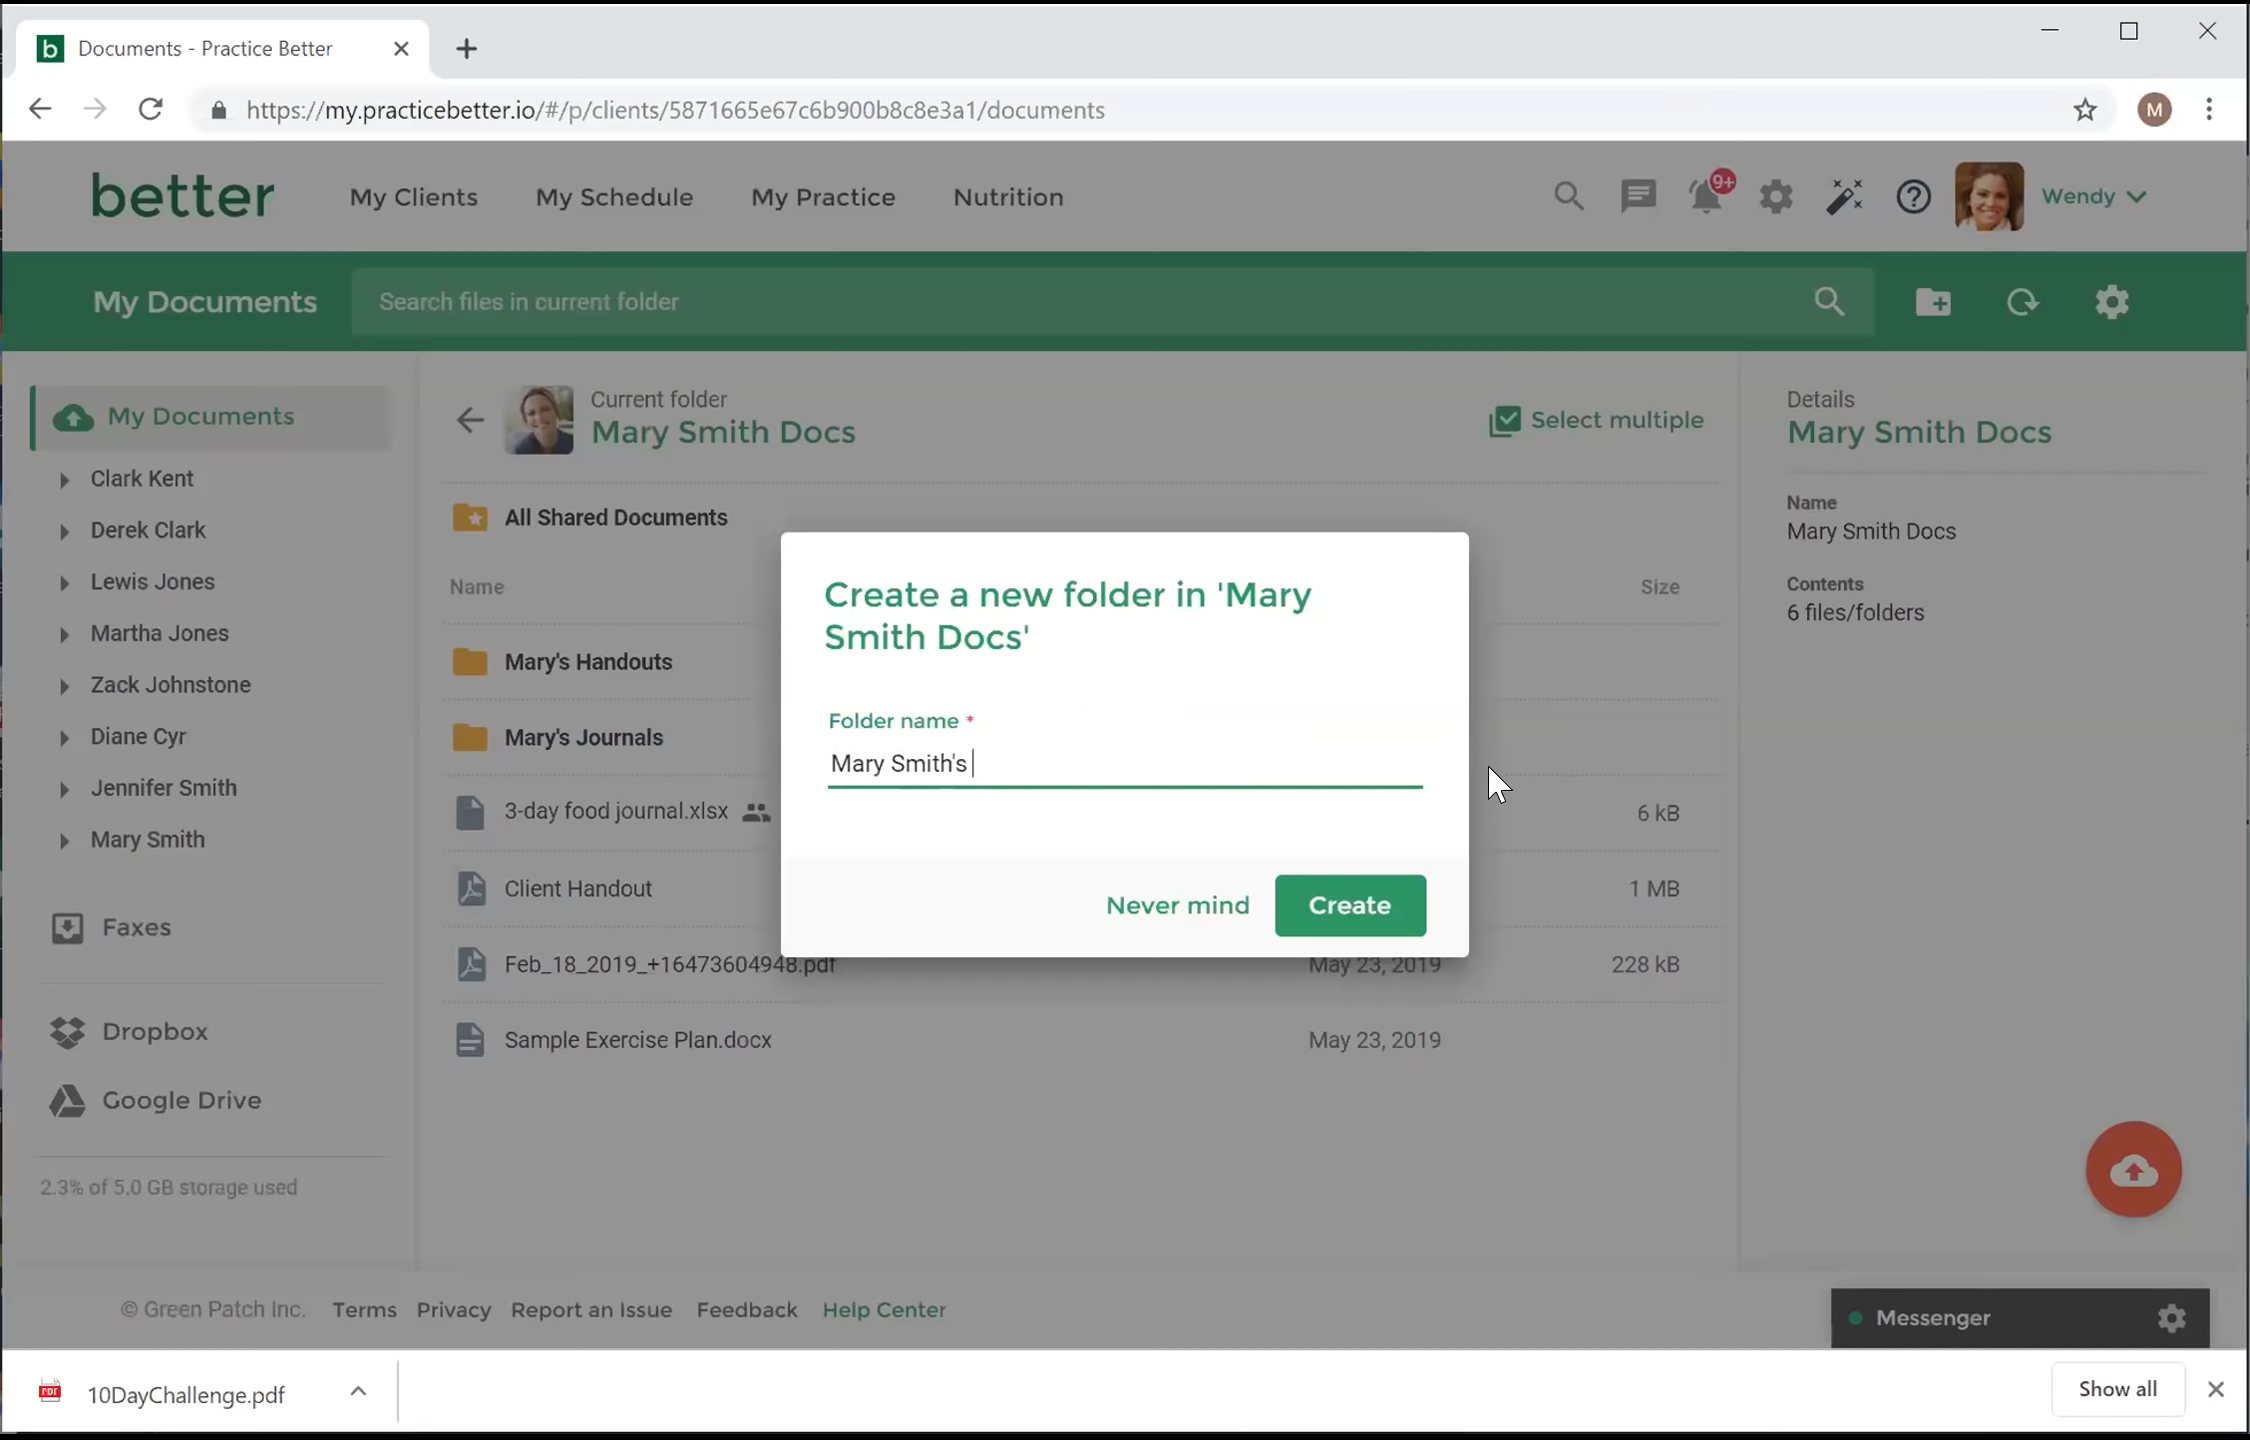 b Documents - Practice Better
https://my.practicebetter.io/#/p/clients/5871665e67c6b900b8c8e3a1/documents
M
better My Clients My Schedule My Practice Nutrition 9+ Wendy
My Documents Search files in current folder
My Documents
Clark Kent
Derek Clark
Lewis Jones
Martha Jones
Zack Johnstone
Diane Cyr
Jennifer Smith
Mary Smith
Faxes
Dropbox
Google Drive
2.3% of 5.0 GB storage used
Current folder
Mary Smith Docs
Select multiple
All Shared Documents
Name Size
Mary's Handouts
Mary's Journals
3-day food journal.xlsx 6 kB
Client Handout 1 MB
Feb_18_2019_+16473604948.pdf May 23, 2019 228 kB
Sample Exercise Plan.docx May 23, 2019
Create a new folder in 'Mary
Smith Docs'
Folder name *
Mary Smith's
Never mind Create
Details
Mary Smith Docs
Name
Mary Smith Docs
Contents
6 files/folders
© Green Patch Inc. Terms Privacy Report an Issue Feedback Help Center
Messenger
PDF 10DayChallenge.pdf Show all